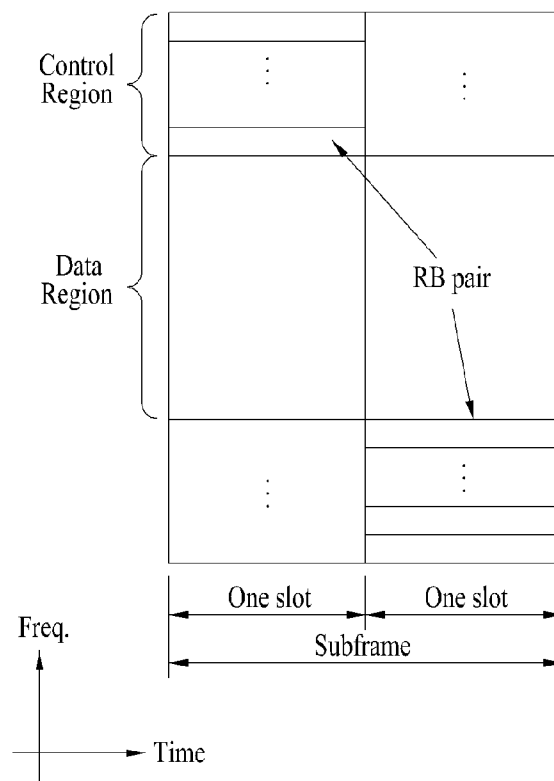 Control
Region
Data
Region
RB pair
One slot
One slot
Subframe
Freq.
Time